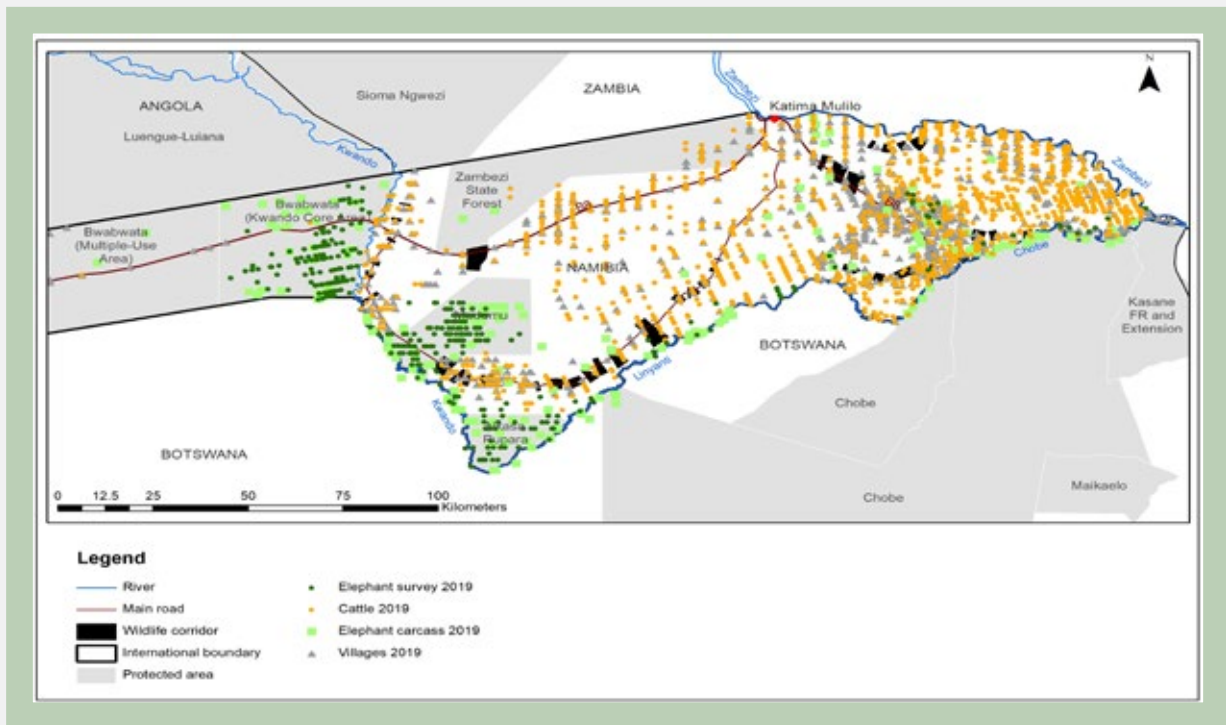 N
ZAMBIA
Sioma Ngwezi
ANGOLA
Luengue-Luiana
Zambezi
Katima Mulilo
Kwando
Zambezi
State
Forest
Zambezi
Bwabwata
(Kwando Core Area)
Bwabwata
(Multiple-Use
Area)
B8
Chobe
NAMIBIA
Kasane
FR and
Extension
BOTSWANA
Linyanti
Kwando
Chobe
Rupara
BOTSWANA
Maikaelo
Chobe
0 12.5 25 50 75 100
Kilometers
Legend
River
Main road
Wildlife corridor
International boundary
Protected area
Elephant survey 2019
Cattle 2019
Elephant carcass 2019
Villages 2019